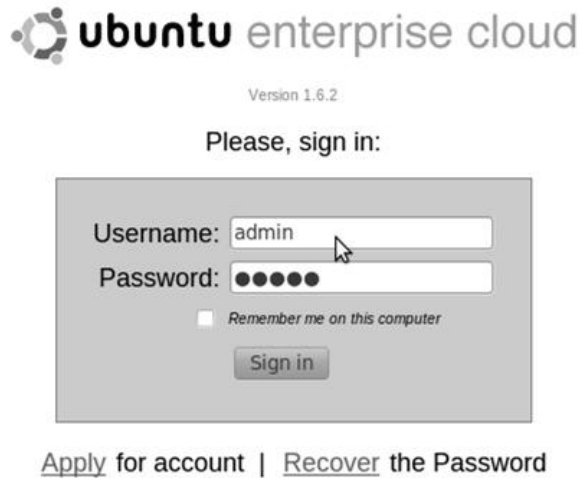 ubuntu enterprise cloud
Version 1.6.2
Please, sign in:
Username: admin
Password: ●●●●●
Remember me on this computer
Sign in
Apply for account | Recover the Password